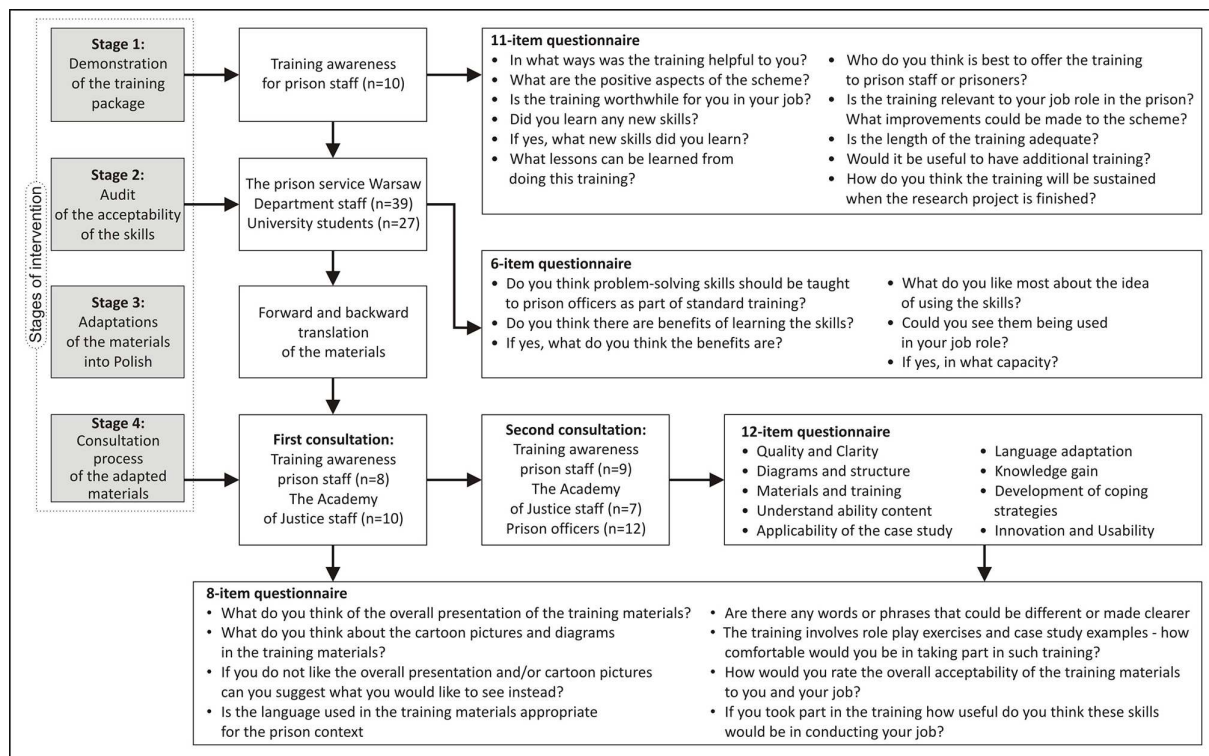 Stages of intervention
Stage 1:
Demonstration
of the training
package
Training awareness
for prison staff (n=10)
11-item questionnaire
• In what ways was the training helpful to you?
• What are the positive aspects of the scheme?
• Is the training worthwhile for you in your job?
• Did you learn any new skills?
• If yes, what new skills did you learn?
• What lessons can be learned from
doing this training?
• Who do you think is best to offer the training
to prison staff or prisoners?
• Is the training relevant to your job role in the prison?
What improvements could be made to the scheme?
• Is the length of the training adequate?
• Would it be useful to have additional training?
• How do you think the training will be sustained
when the research project is finished?
Stage 2:
Audit
of the acceptability
of the skills
The prison service Warsaw
Department staff (n=39)
University students (n=27)
6-item questionnaire
• Do you think problem-solving skills should be taught
to prison officers as part of standard training?
• Do you think there are benefits of learning the skills?
• If yes, what do you think the benefits are?
• What do you like most about the idea
of using the skills?
• Could you see them being used
in your job role?
• If yes, in what capacity?
Stage 3:
Adaptations
of the materials
into Polish
Forward and backward
translation
of the materials
Stage 4:
Consultation
process
of the adapted
materials
First consultation:
Training awareness
prison staff (n=8)
The Academy
of Justice staff (n=10)
Second consultation:
Training awareness
prison staff (n=9)
The Academy
of Justice staff (n=7)
Prison officers (n=12)
12-item questionnaire
• Quality and Clarity
• Diagrams and structure
• Materials and training
• Understand ability content
• Applicability of the case study
• Language adaptation
• Knowledge gain
• Development of coping
strategies
• Innovation and Usability
8-item questionnaire
• What do you think of the overall presentation of the training materials?
• What do you think about the cartoon pictures and diagrams
in the training materials?
• If you do not like the overall presentation and/or cartoon pictures
can you suggest what you would like to see instead?
• Is the language used in the training materials appropriate
for the prison context
• Are there any words or phrases that could be different or made clearer
• The training involves role play exercises and case study examples - how
comfortable would you be in taking part in such training?
• How would you rate the overall acceptability of the training materials
to you and your job?
• If you took part in the training how useful do you think these skills
would be in conducting your job?